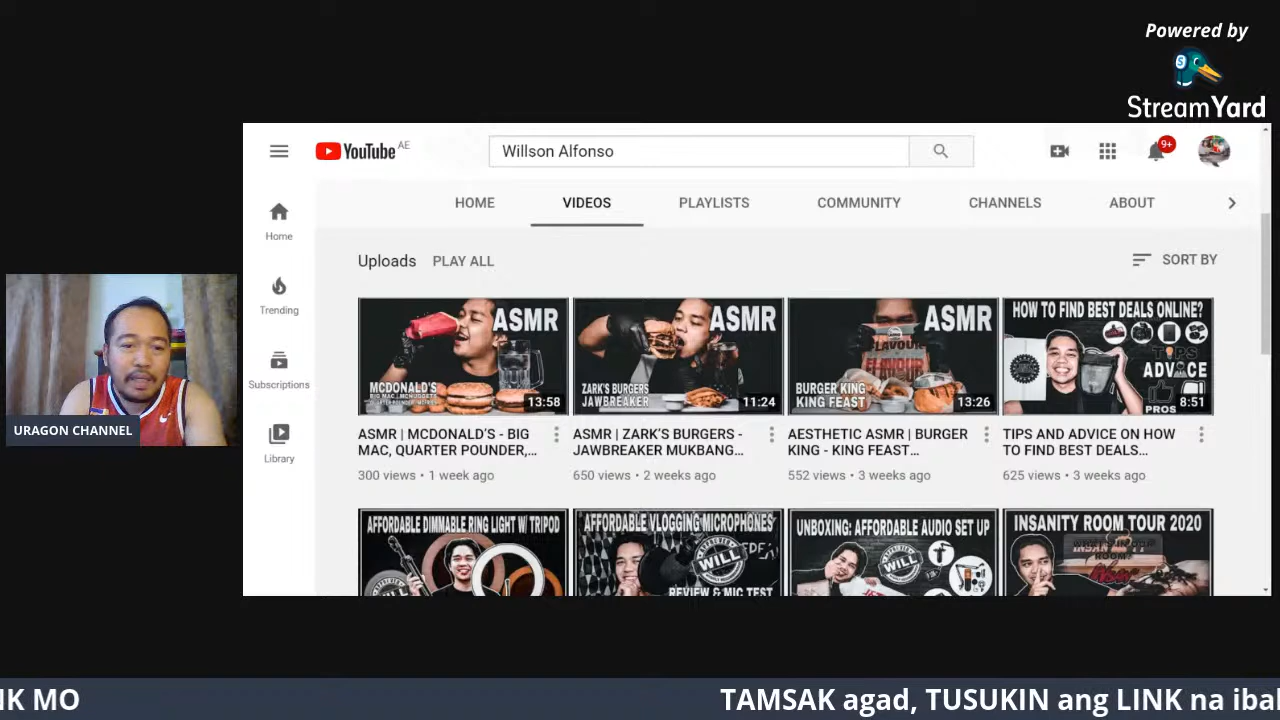 Powered by
StreamYard
YouTube AE
Willson Alfonso
9+
HOME VIDEOS PLAYLISTS COMMUNITY CHANNELS ABOUT
Home
Trending
Subscriptions
Library
Uploads PLAY ALL
SORT BY
ASMR
MCDONALD'S
13:58
ASMR | MCDONALD'S - BIG
MAC, QUARTER POUNDER,...
300 views • 1 week ago
ASMR
ZARK'S BURGERS
JAWBREAKER
11:24
ASMR | ZARK'S BURGERS -
JAWBREAKER MUKBANG...
650 views • 2 weeks ago
ASMR
FLAVOUR
BURGER KING
KING FEAST
13:26
AESTHETIC ASMR | BURGER
KING - KING FEAST...
552 views • 3 weeks ago
HOW TO FIND BEST DEALS ONLINE?
TIPS
ADVICE
PROS
8:51
TIPS AND ADVICE ON HOW
TO FIND BEST DEALS...
625 views • 3 weeks ago
AFFORDABLE DIMMABLE RING LIGHT W/ TRIPOD
AFFORDABLE VLOGGING MICROPHONES
WILL
REVIEW & MIC TEST
UNBOXING: AFFORDABLE AUDIO SET UP
WILL
INSANITY ROOM TOUR 2020
URAGON CHANNEL
NK MO
TAMSAK agad, TUSUKIN ang LINK na ibal